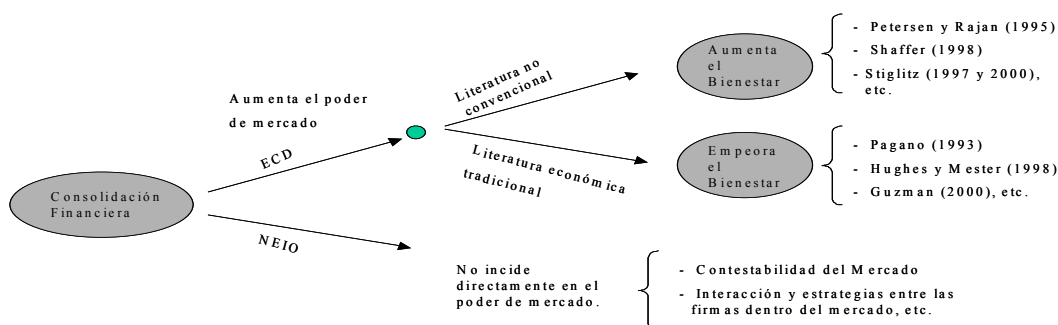 Consolidación
Financiera
Aumenta el poder
de mercado
ECD
NEIO
Literatura no
convencional
Literatura económica
tradicional
Aumenta
el
Bienestar
- Petersen y Rajan (1995)
- Shaffer (1998)
- Stiglitz (1997 y 2000),
etc.
Empeora
el
Bienestar
- Pagano (1993)
- Hughes y Mester (1998)
- Guzman (2000), etc.
No incide
directamente en el
poder de mercado.
- Contestabilidad del Mercado
- Interacción y estrategias entre las
firmas dentro del mercado, etc.